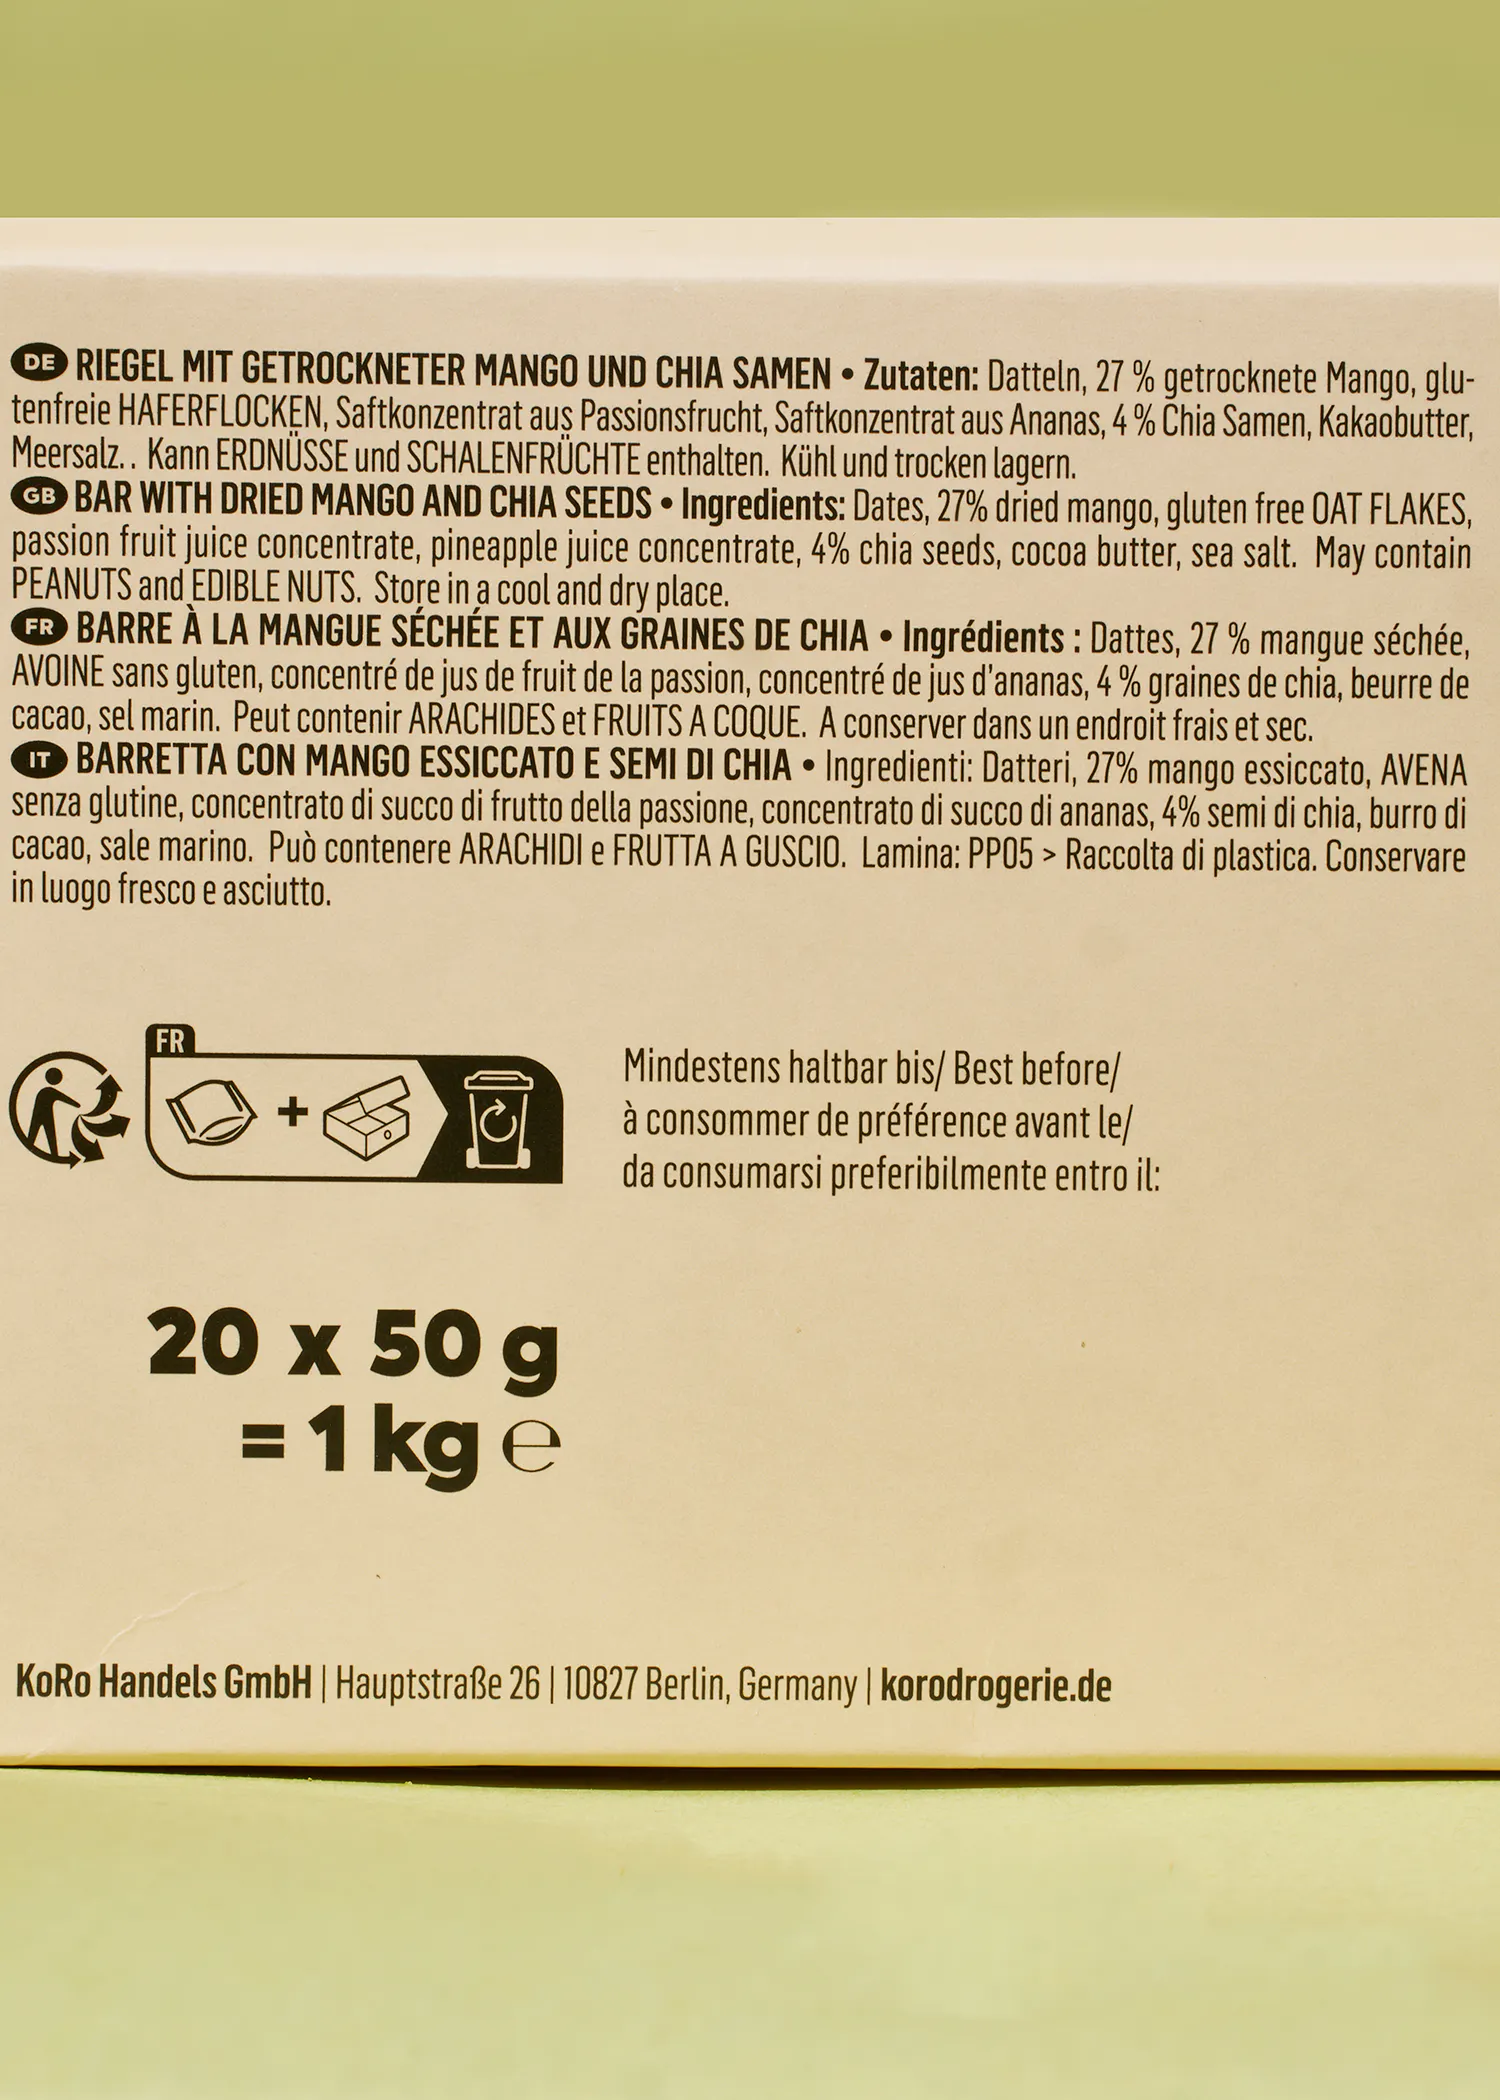 DE RIEGEL MIT GETROCKNETER MANGO UND CHIA SAMEN • Zutaten: Datteln, 27 % getrocknete Mango, glu-
tenfreie HAFERFLOCKEN, Saftkonzentrat aus Passionsfrucht, Saftkonzentrat aus Ananas, 4 % Chia Samen, Kakaobutter,
Meersalz. . Kann ERDNÜSSE und SCHALENFRÜCHTE enthalten. Kühl und trocken lagern.
GB BAR WITH DRIED MANGO AND CHIA SEEDS • Ingredients: Dates, 27% dried mango, gluten free OAT FLAKES,
passion fruit juice concentrate, pineapple juice concentrate, 4% chia seeds, cocoa butter, sea salt. May contain
PEANUTS and EDIBLE NUTS. Store in a cool and dry place.
FR BARRE À LA MANGUE SÉCHÉE ET AUX GRAINES DE CHIA • Ingrédients : Dattes, 27 % mangue séchée,
AVOINE sans gluten, concentré de jus de fruit de la passion, concentré de jus d'ananas, 4 % graines de chia, beurre de
cacao, sel marin. Peut contenir ARACHIDES et FRUITS A COQUE. A conserver dans un endroit frais et sec.
IT BARRETTA CON MANGO ESSICCATO E SEMI DI CHIA • Ingredienti: Datteri, 27% mango essiccato, AVENA
senza glutine, concentrato di succo di frutto della passione, concentrato di succo di ananas, 4% semi di chia, burro di
cacao, sale marino. Può contenere ARACHIDI e FRUTTA A GUSCIO. Lamina: PP05 > Raccolta di plastica. Conservare
in luogo fresco e asciutto.
FR
+
Mindestens haltbar bis/ Best before/
à consommer de préférence avant le/
da consumarsi preferibilmente entro il:
20 x 50 g
= 1 kg e
KoRo Handels GmbH | Hauptstraße 26 | 10827 Berlin, Germany | korodrogerie.de